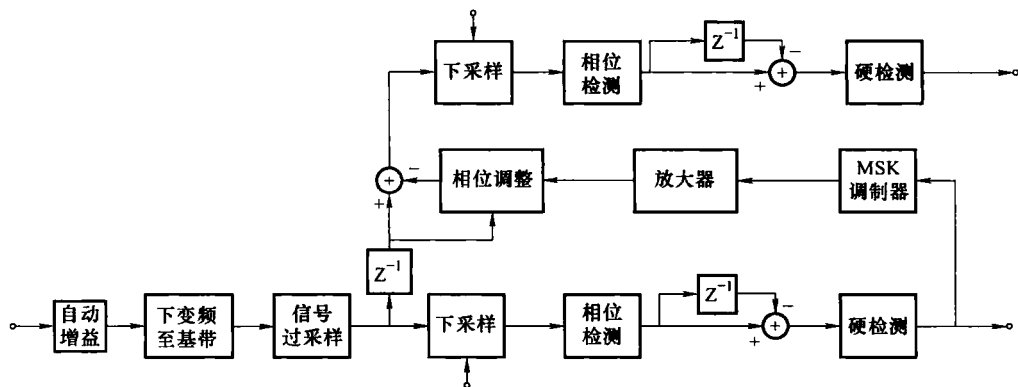 Z⁻¹
−
下采样
相位
检测
+
+
硬检测
−
+
+
相位调整
放大器
MSK
调制器
Z⁻¹
Z⁻¹
−
自动
增益
下变频
至基带
信号
过采样
下采样
相位
检测
+
+
硬检测